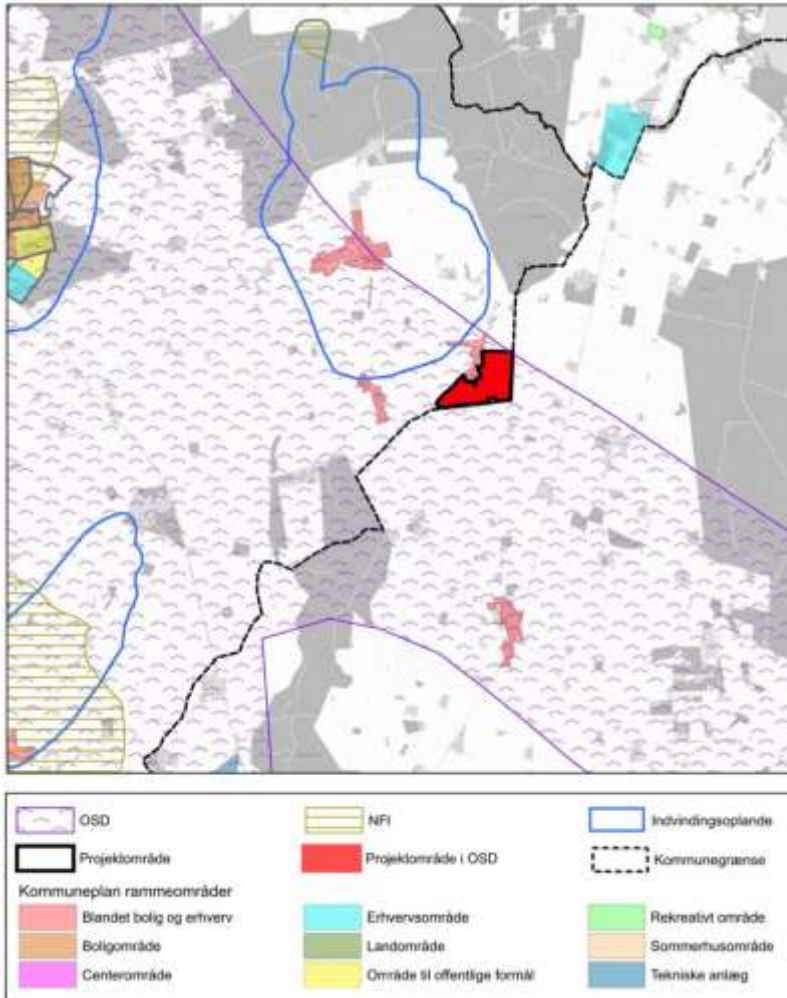 OSD
NFI
Indvindingsoplande
Projektområde
Projektområde i OSD
Kommunegrænse
Kommuneplan rammeområder
Blandet bolig og erhverv
Erhvervsområde
Rekreativt område
Boligområde
Landområde
Sommerhusområde
Centerområde
Område til offentlige formål
Tekniske anlæg